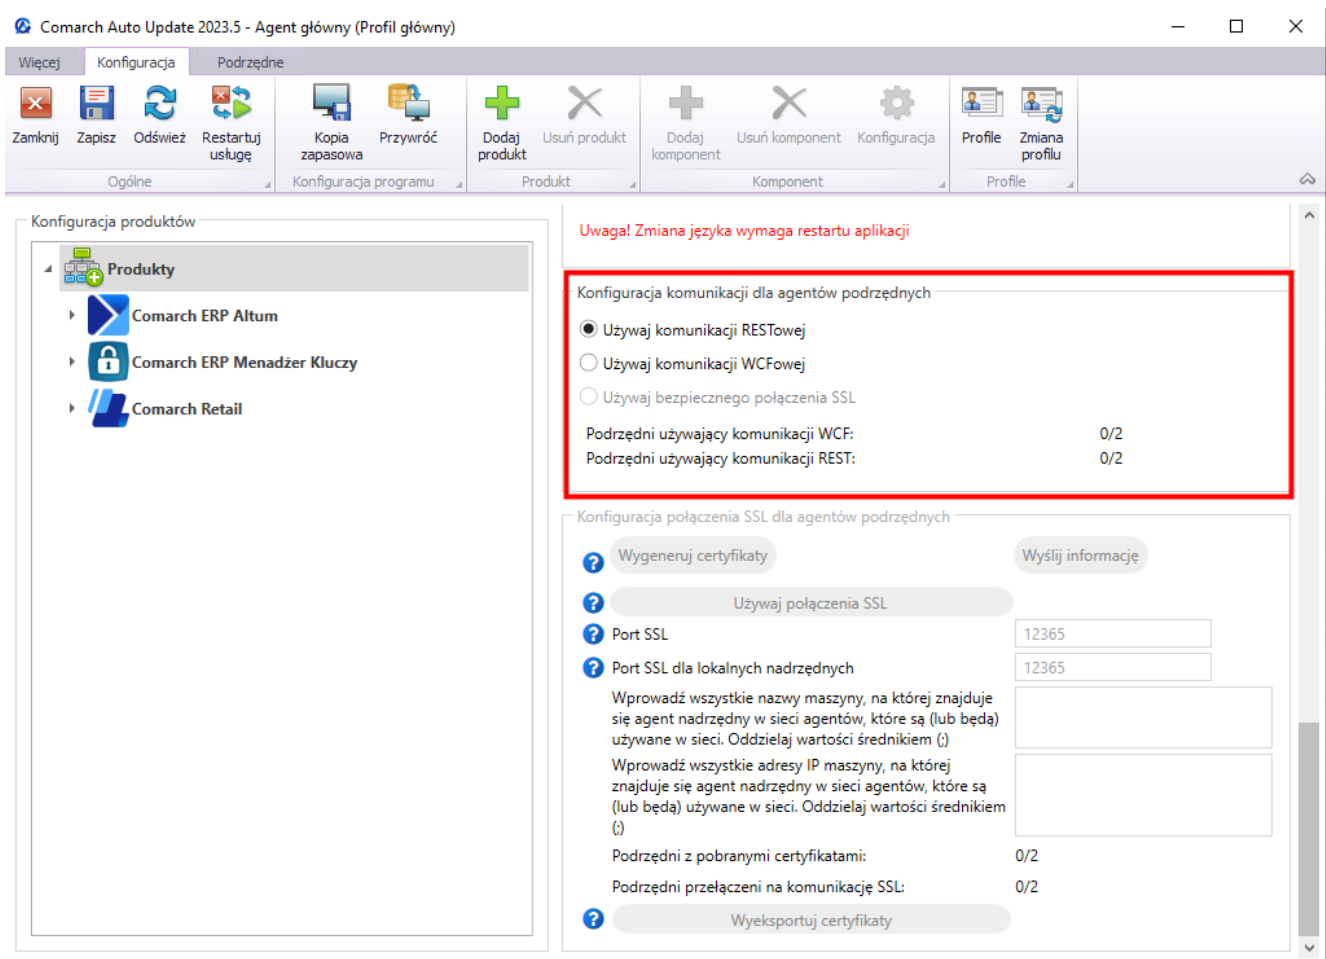 Comarch Auto Update 2023.5 - Agent główny (Profil główny)
Więcej Konfiguracja Podrzędne
Zamknij Zapisz Odśwież Restartuj usługę Kopia zapasowa Przywróć Dodaj produkt Usuń produkt Dodaj komponent Usuń komponent Konfiguracja Profile Zmiana profilu
Ogólne Konfiguracja programu Produkt Komponent Profile
Konfiguracja produktów
Produkty
Comarch ERP Altum
Comarch ERP Menadżer Kluczy
Comarch Retail
Uwaga! Zmiana języka wymaga restartu aplikacji
Konfiguracja komunikacji dla agentów podrzędnych
Używaj komunikacji RESTowej
Używaj komunikacji WCFowej
Używaj bezpiecznego połączenia SSL
Podrzędni używający komunikacji WCF: 0/2
Podrzędni używający komunikacji REST: 0/2
Konfiguracja połączenia SSL dla agentów podrzędnych
Wygeneruj certyfikaty Wyślij informację
Używaj połączenia SSL
Port SSL 12365
Port SSL dla lokalnych nadrzędnych 12365
Wprowadź wszystkie nazwy maszyny, na której znajduje
się agent nadrzędny w sieci agentów, które są (lub będą)
używane w sieci. Oddzielaj wartości średnikiem (;)
Wprowadź wszystkie adresy IP maszyny, na której
znajduje się agent nadrzędny w sieci agentów, które są
(lub będą) używane w sieci. Oddzielaj wartości średnikiem
(;)
Podrzędni z pobranymi certyfikatami: 0/2
Podrzędni przełączeni na komunikację SSL: 0/2
Wyeksportuj certyfikaty